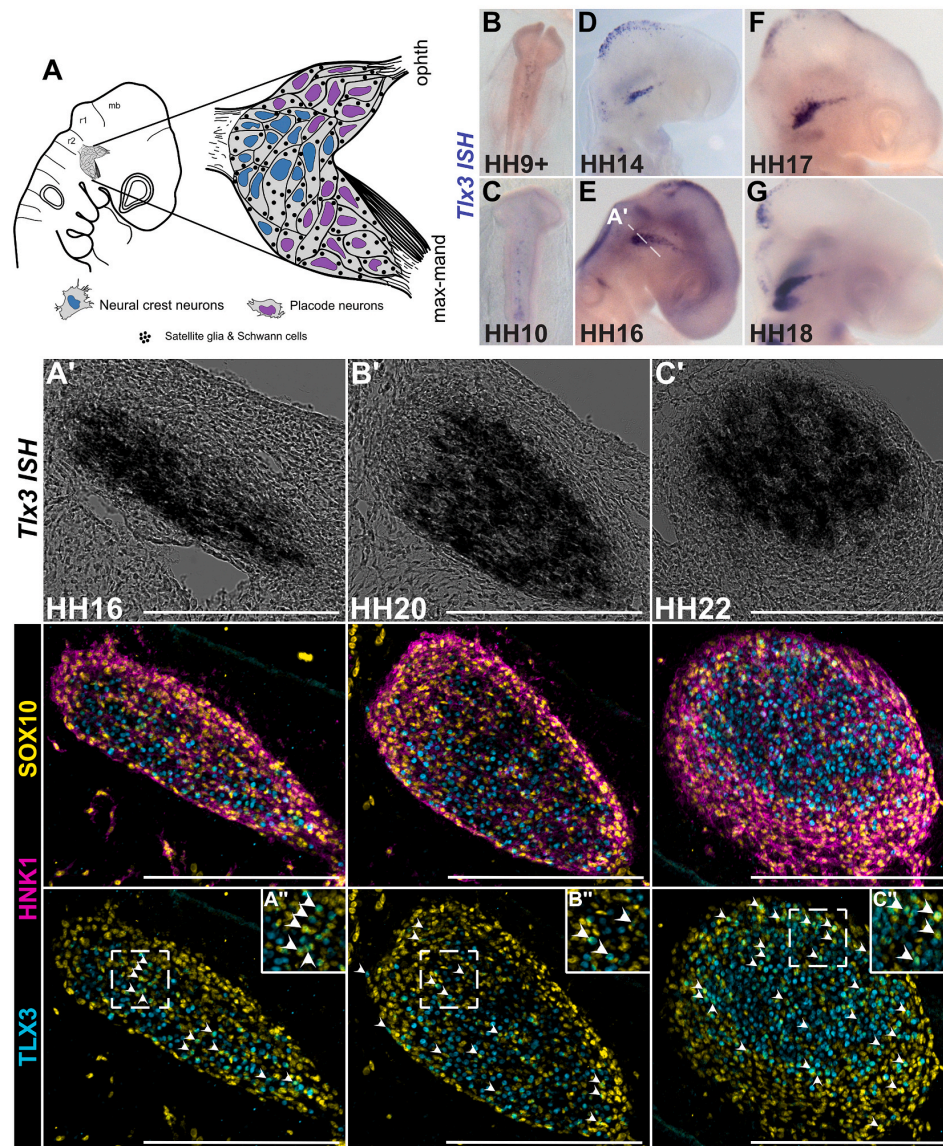 A
mb
r1
r2
ophth
max-mand
Neural crest neurons
Placode neurons
Satellite glia & Schwann cells
Tlx3 ISH
B
HH9+
D
HH14
F
HH17
C
HH10
E
A'
HH16
G
HH18
Tlx3 ISH
A'
HH16
B'
HH20
C'
HH22
SOX10
HNK1
TLX3
A"
B"
C"